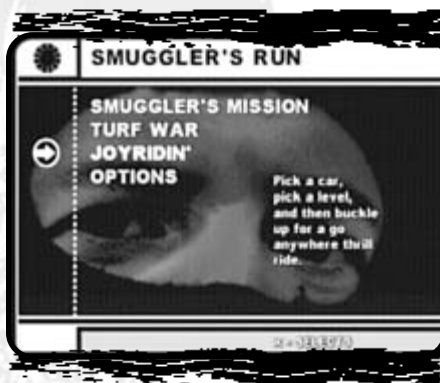 SMUGGLER'S RUN
SMUGGLER'S MISSION
TURF WAR
JOYRIDIN'
OPTIONS
Pick a car,
pick a level,
and then buckle
up for a go
anywhere thrill
ride.